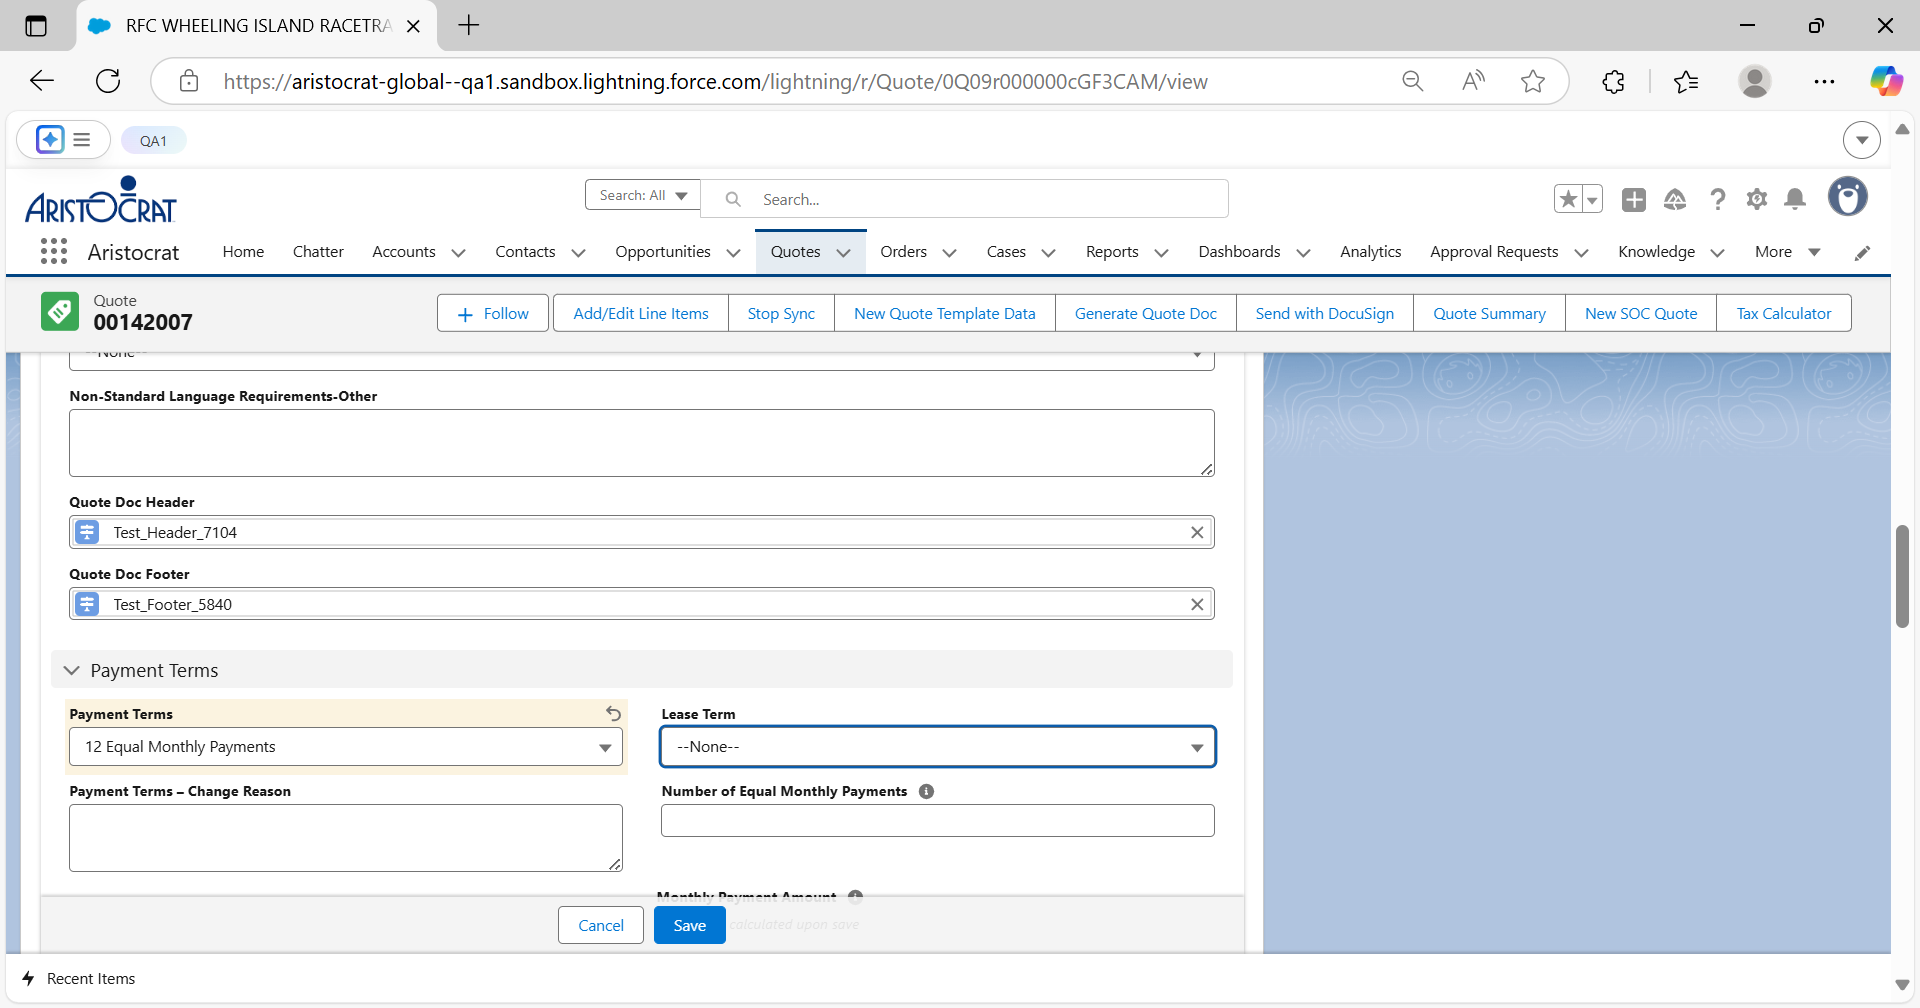 RFC WHEELING ISLAND RACETRA
https://aristocrat-global--qa1.sandbox.lightning.force.com/lightning/r/Quote/0Q09r000000cGF3CAM/view
QA1
ARISTOCRAT
Search: All
Search...
Aristocrat
Home
Chatter
Accounts
Contacts
Opportunities
Quotes
Orders
Cases
Reports
Dashboards
Analytics
Approval Requests
Knowledge
More
Quote
00142007
Follow
Add/Edit Line Items
Stop Sync
New Quote Template Data
Generate Quote Doc
Send with DocuSign
Quote Summary
New SOC Quote
Tax Calculator
--None--
Non-Standard Language Requirements-Other
Quote Doc Header
Test_Header_7104
Quote Doc Footer
Test_Footer_5840
Payment Terms
Payment Terms
Lease Term
12 Equal Monthly Payments
--None--
Payment Terms – Change Reason
Number of Equal Monthly Payments
Monthly Payment Amount
Cancel
Save
calculated upon save
Recent Items